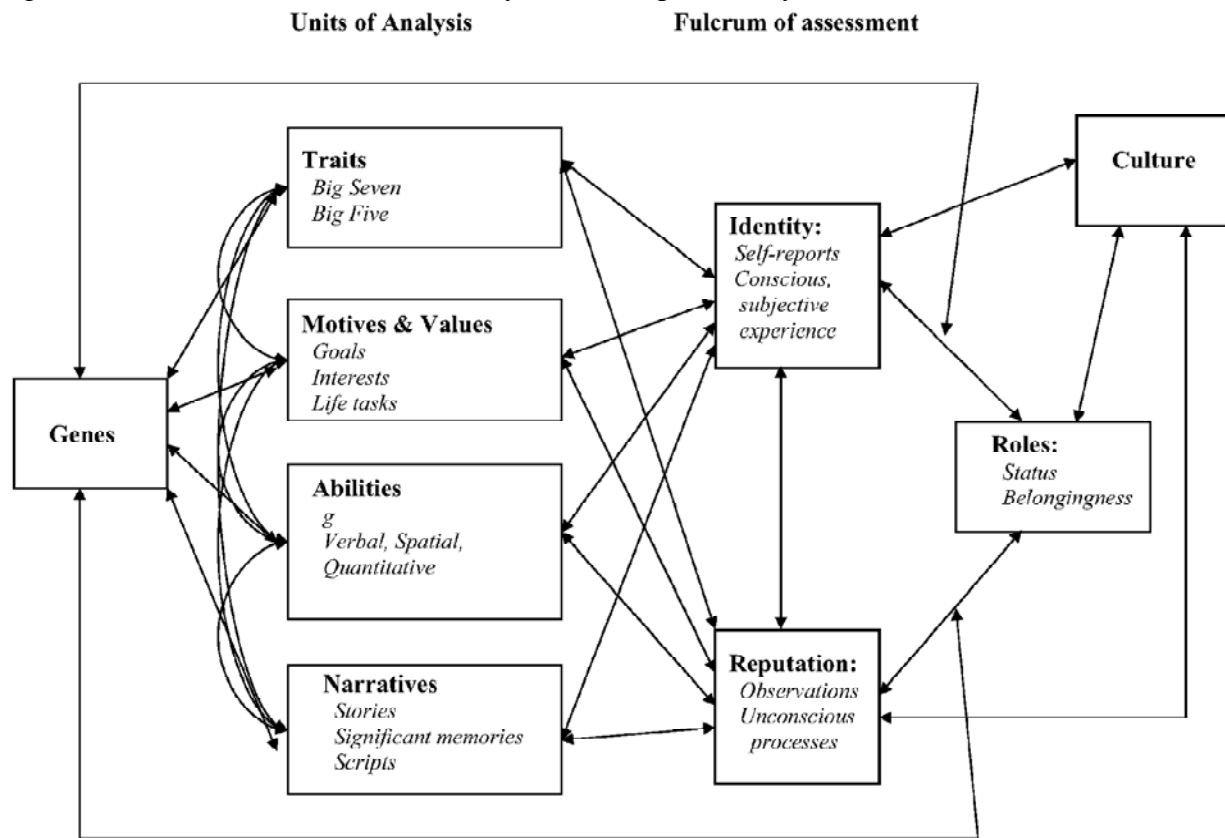 Units of Analysis
Fulcrum of assessment
Traits
Big Seven
Big Five
Motives & Values
Goals
Interests
Life tasks
Abilities
g
Verbal, Spatial,
Quantitative
Narratives
Stories
Significant memories
Scripts
Genes
Identity:
Self-reports
Conscious,
subjective
experience
Reputation:
Observations
Unconscious
processes
Culture
Roles:
Status
Belongingness